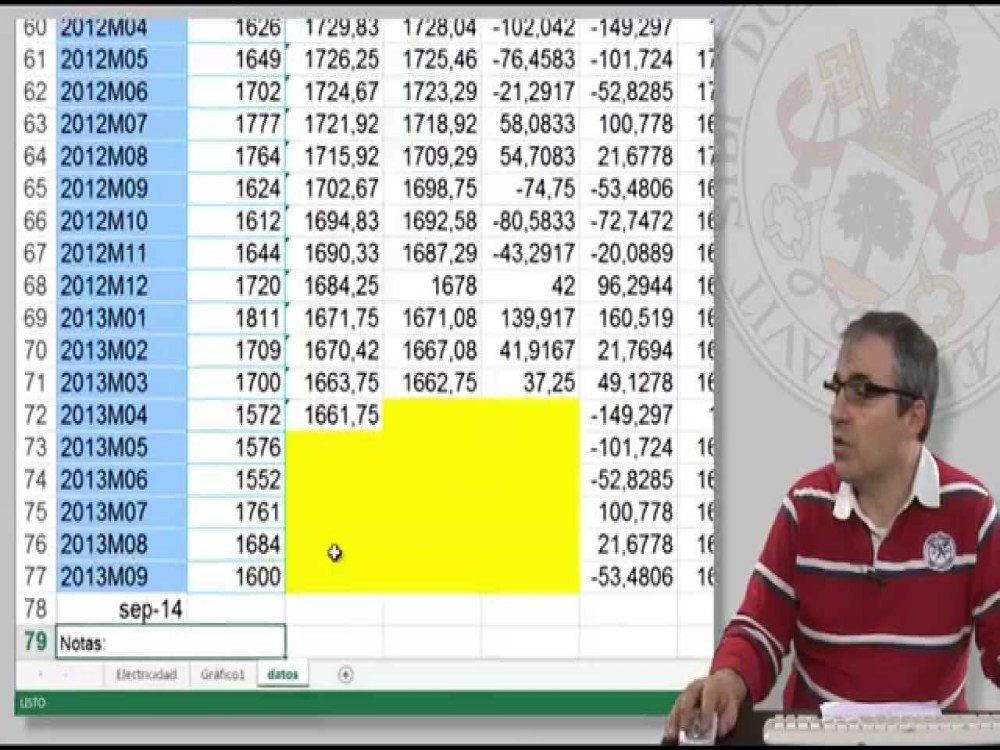 60 2012M04 1626 1729,83 1728,04 -102,042 -149,297
61 2012M05 1649 1726,25 1725,46 -76,4583 -101,724 17
62 2012M06 1702 1724,67 1723,29 -21,2917 -52,8285 17
63 2012M07 1777 1721,92 1718,92 58,0833 100,778 16
64 2012M08 1764 1715,92 1709,29 54,7083 21,6778 17
65 2012M09 1624 1702,67 1698,75 -74,75 -53,4806 16
66 2012M10 1612 1694,83 1692,58 -80,5833 -72,7472 16
67 2012M11 1644 1690,33 1687,29 -43,2917 -20,0889 16
68 2012M12 1720 1684,25 1678 42 96,2944 16
69 2013M01 1811 1671,75 1671,08 139,917 160,519 16
70 2013M02 1709 1670,42 1667,08 41,9167 21,7694 16
71 2013M03 1700 1663,75 1662,75 37,25 49,1278 16
72 2013M04 1572 1661,75 -149,297
73 2013M05 1576 -101,724 16
74 2013M06 1552 -52,8285 16
75 2013M07 1761 100,778 16
76 2013M08 1684 21,6778 16
77 2013M09 1600 -53,4806 16
78 sep-14
79 Notas:
Electricidad Gráfico1 datos
LISTO